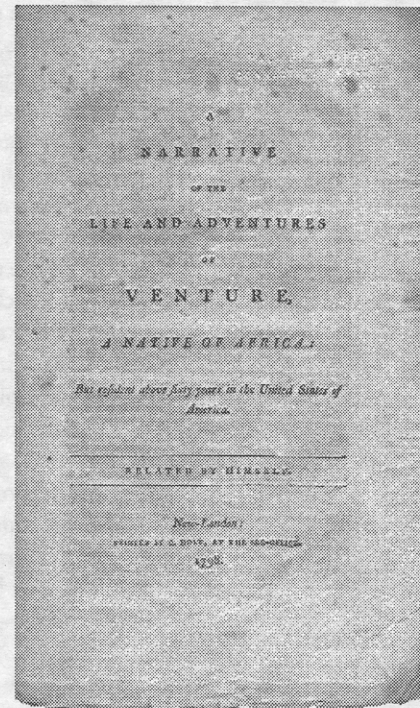 A
NARRATIVE
OF THE
LIFE AND ADVENTURES
OF
VENTURE,
A NATIVE OF AFRICA:
But resident above sixty years in the United States of
America.
RELATED BY HIMSELF.
New-London:
PRINTED BY C. HOLT, AT THE BEE-OFFICE.
1798.